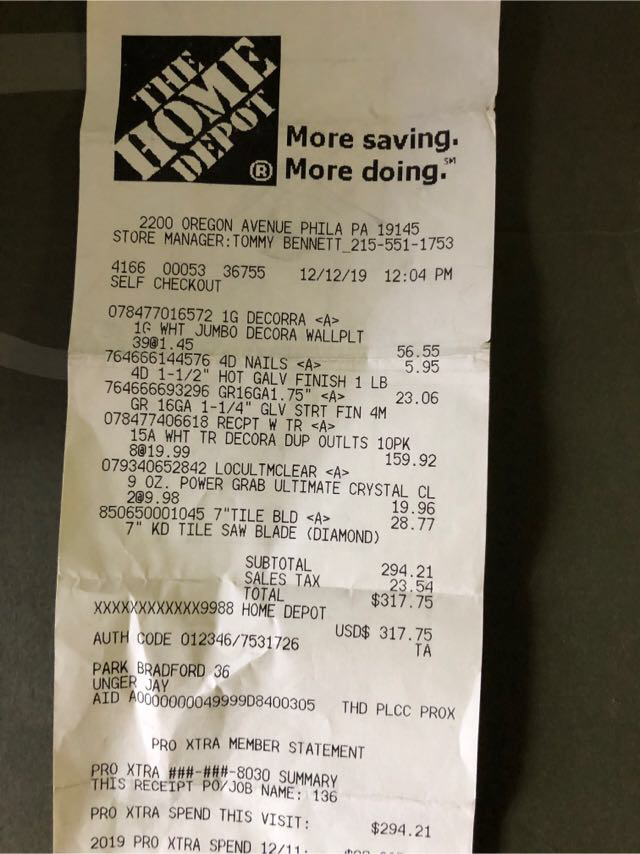 THE
HOME
DEPOT
®
More saving.
More doing.℠
2200 OREGON AVENUE PHILA PA 19145
STORE MANAGER:TOMMY BENNETT 215-551-1753
4166 00053 36755 12/12/19 12:04 PM
SELF CHECKOUT
078477016572 1G DECORRA <A>
1G WHT JUMBO DECORA WALLPLT
39@1.45 56.55
764666144576 4D NAILS <A> 5.95
4D 1-1/2" HOT GALV FINISH 1 LB
764666693296 GR16GA1.75" <A> 23.06
GR 16GA 1-1/4" GLV STRT FIN 4M
078477406618 RECPT W TR <A>
15A WHT TR DECORA DUP OUTLTS 10PK
8@19.99 159.92
079340652842 LOCULTMCLEAR <A>
9 OZ. POWER GRAB ULTIMATE CRYSTAL CL
2@9.98 19.96
850650001045 7"TILE BLD <A> 28.77
7" KD TILE SAW BLADE (DIAMOND)
SUBTOTAL 294.21
SALES TAX 23.54
TOTAL $317.75
XXXXXXXXXXXX9988 HOME DEPOT
USD$ 317.75
AUTH CODE 012346/7531726 TA
PARK BRADFORD 36
UNGER JAY
AID A0000000049999D8400305 THD PLCC PROX
PRO XTRA MEMBER STATEMENT
PRO XTRA ###-###-8030 SUMMARY
THIS RECEIPT PO/JOB NAME: 136
PRO XTRA SPEND THIS VISIT: $294.21
2019 PRO XTRA SPEND 12/11: